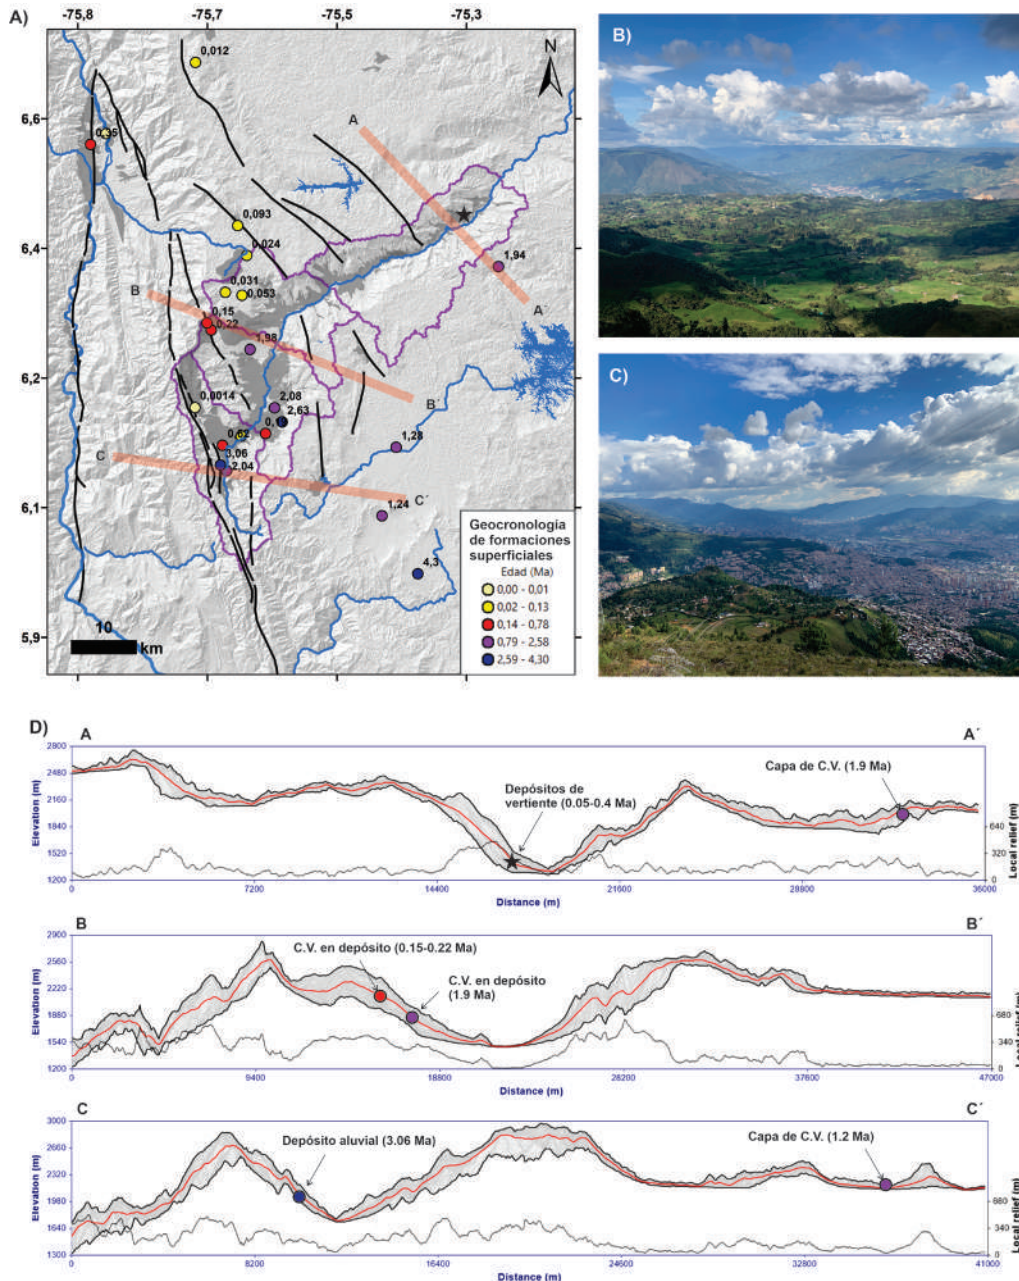 A)
-75,8 -75,7 -75,5 -75,3
6,6
6,4
6,2
6,1
5,9
N
0,012
0,093
0,024
0,031
0,053
0,15
0,22
1,98
0,0014
2,08
2,63
0,62
3,06
2,04
1,94
1,28
1,24
4,3
A
A´
B
B´
C
C´
10
km
Geocronología
de formaciones
superficiales
Edad (Ma)
0,00 - 0,01
0,02 - 0,13
0,14 - 0,78
0,79 - 2,58
2,59 - 4,30
B)
C)
D)
A A´
Elevation (m)
2800
2480
2160
1840
1520
1200
Depósitos de
vertiente (0.05-0.4 Ma)
Capa de C.V. (1.9 Ma)
640
320
0
Local relief (m)
0 7200 14400 21600 28800 36000
Distance (m)
B B´
Elevation (m)
2900
2560
2220
1880
1540
1200
C.V. en depósito (0.15-0.22 Ma)
C.V. en depósito
(1.9 Ma)
680
340
0
Local relief (m)
0 9400 18800 28200 37600 47000
Distance (m)
C C´
Elevation (m)
3000
2660
2320
1980
1640
1300
Depósito aluvial (3.06 Ma)
Capa de C.V. (1.2 Ma)
680
340
0
Local relief (m)
0 8200 16400 24600 32800 41000
Distance (m)